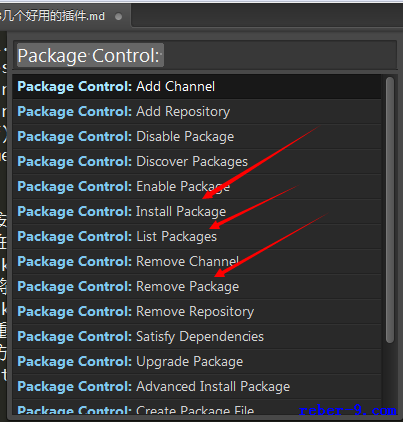 几个好用的插件.md
Package Control:
Package Control: Add Channel
Package Control: Add Repository
Package Control: Disable Package
Package Control: Discover Packages
Package Control: Enable Package
Package Control: Install Package
Package Control: List Packages
Package Control: Remove Channel
Package Control: Remove Package
Package Control: Remove Repository
Package Control: Satisfy Dependencies
Package Control: Upgrade Package
Package Control: Advanced Install Package
Package Control: Create Package File
reber-9.com